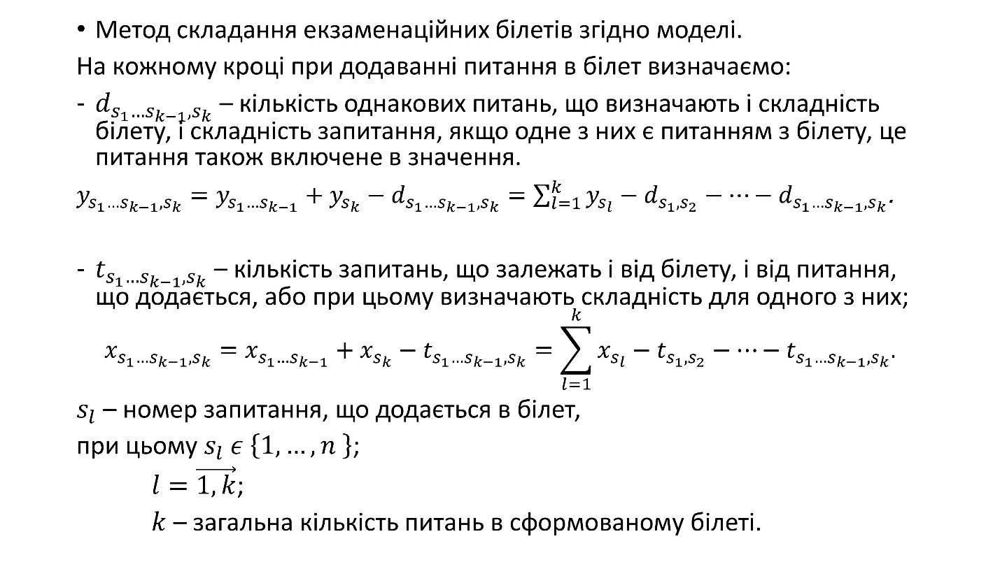 • Метод складання екзаменаційних білетів згідно моделі.
На кожному кроці при додаванні питання в білет визначаємо:
- $d_{s_1…s_{k-1},s_k}$ – кількість однакових питань, що визначають і складність
білету, і складність запитання, якщо одне з них є питанням з білету, це
питання також включене в значення.
$y_{s_1…s_{k-1},s_k} = y_{s_1…s_{k-1}} + y_{s_k} - d_{s_1…s_{k-1},s_k} = \sum_{l=1}^{k} y_{s_l} - d_{s_1,s_2} - \cdots - d_{s_1…s_{k-1},s_k}.$
- $t_{s_1…s_{k-1},s_k}$ – кількість запитань, що залежать і від білету, і від питання,
що додається, або при цьому визначають складність для одного з них;
$x_{s_1…s_{k-1},s_k} = x_{s_1…s_{k-1}} + x_{s_k} - t_{s_1…s_{k-1},s_k} = \sum_{l=1}^{k} x_{s_l} - t_{s_1,s_2} - \cdots - t_{s_1…s_{k-1},s_k}.$
$s_l$ – номер запитання, що додається в білет,
при цьому $s_l \epsilon \{1, … , n \}$;
$l = \overrightarrow{1, k}$;
$k$ – загальна кількість питань в сформованому білеті.